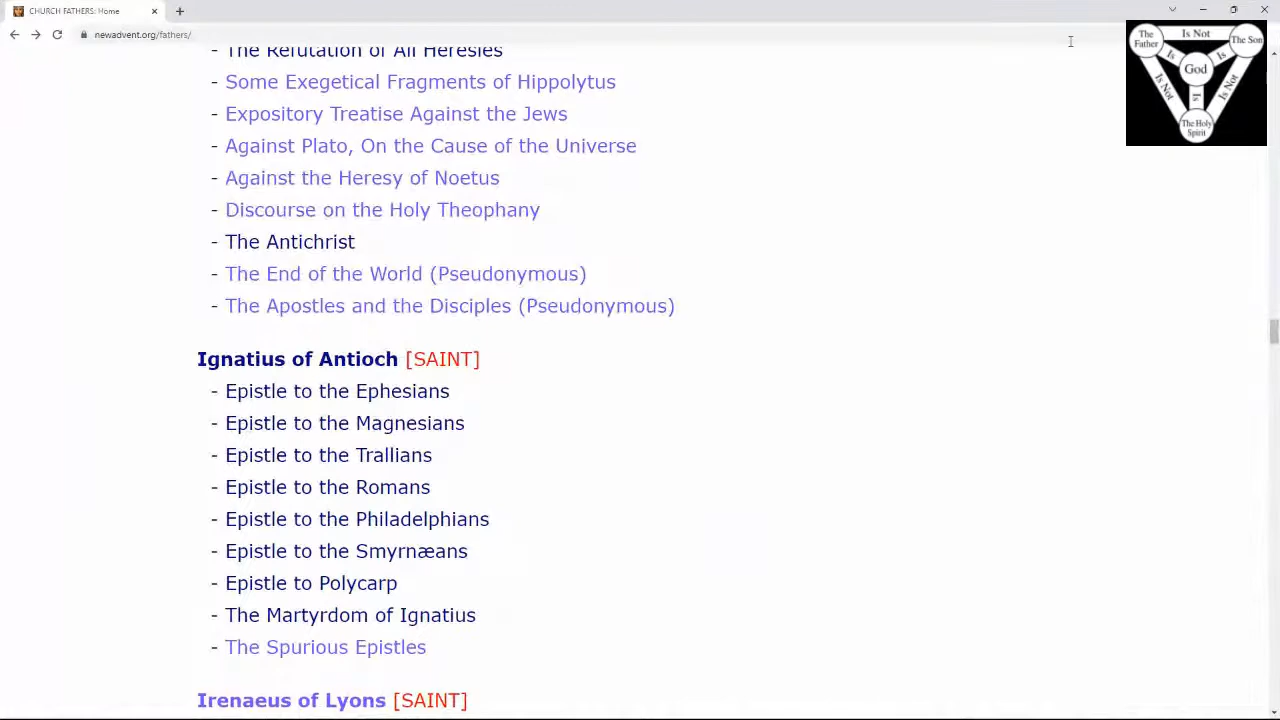 CHURCH FATHERS: Home
newadvent.org/fathers/
- The Refutation of All Heresies
- Some Exegetical Fragments of Hippolytus
- Expository Treatise Against the Jews
- Against Plato, On the Cause of the Universe
- Against the Heresy of Noetus
- Discourse on the Holy Theophany
- The Antichrist
- The End of the World (Pseudonymous)
- The Apostles and the Disciples (Pseudonymous)
Ignatius of Antioch [SAINT]
- Epistle to the Ephesians
- Epistle to the Magnesians
- Epistle to the Trallians
- Epistle to the Romans
- Epistle to the Philadelphians
- Epistle to the Smyrnæans
- Epistle to Polycarp
- The Martyrdom of Ignatius
- The Spurious Epistles
Irenaeus of Lyons [SAINT]
The Father
Is Not
The Son
Is
Is
God
Is Not
Is
Is Not
The Holy Spirit